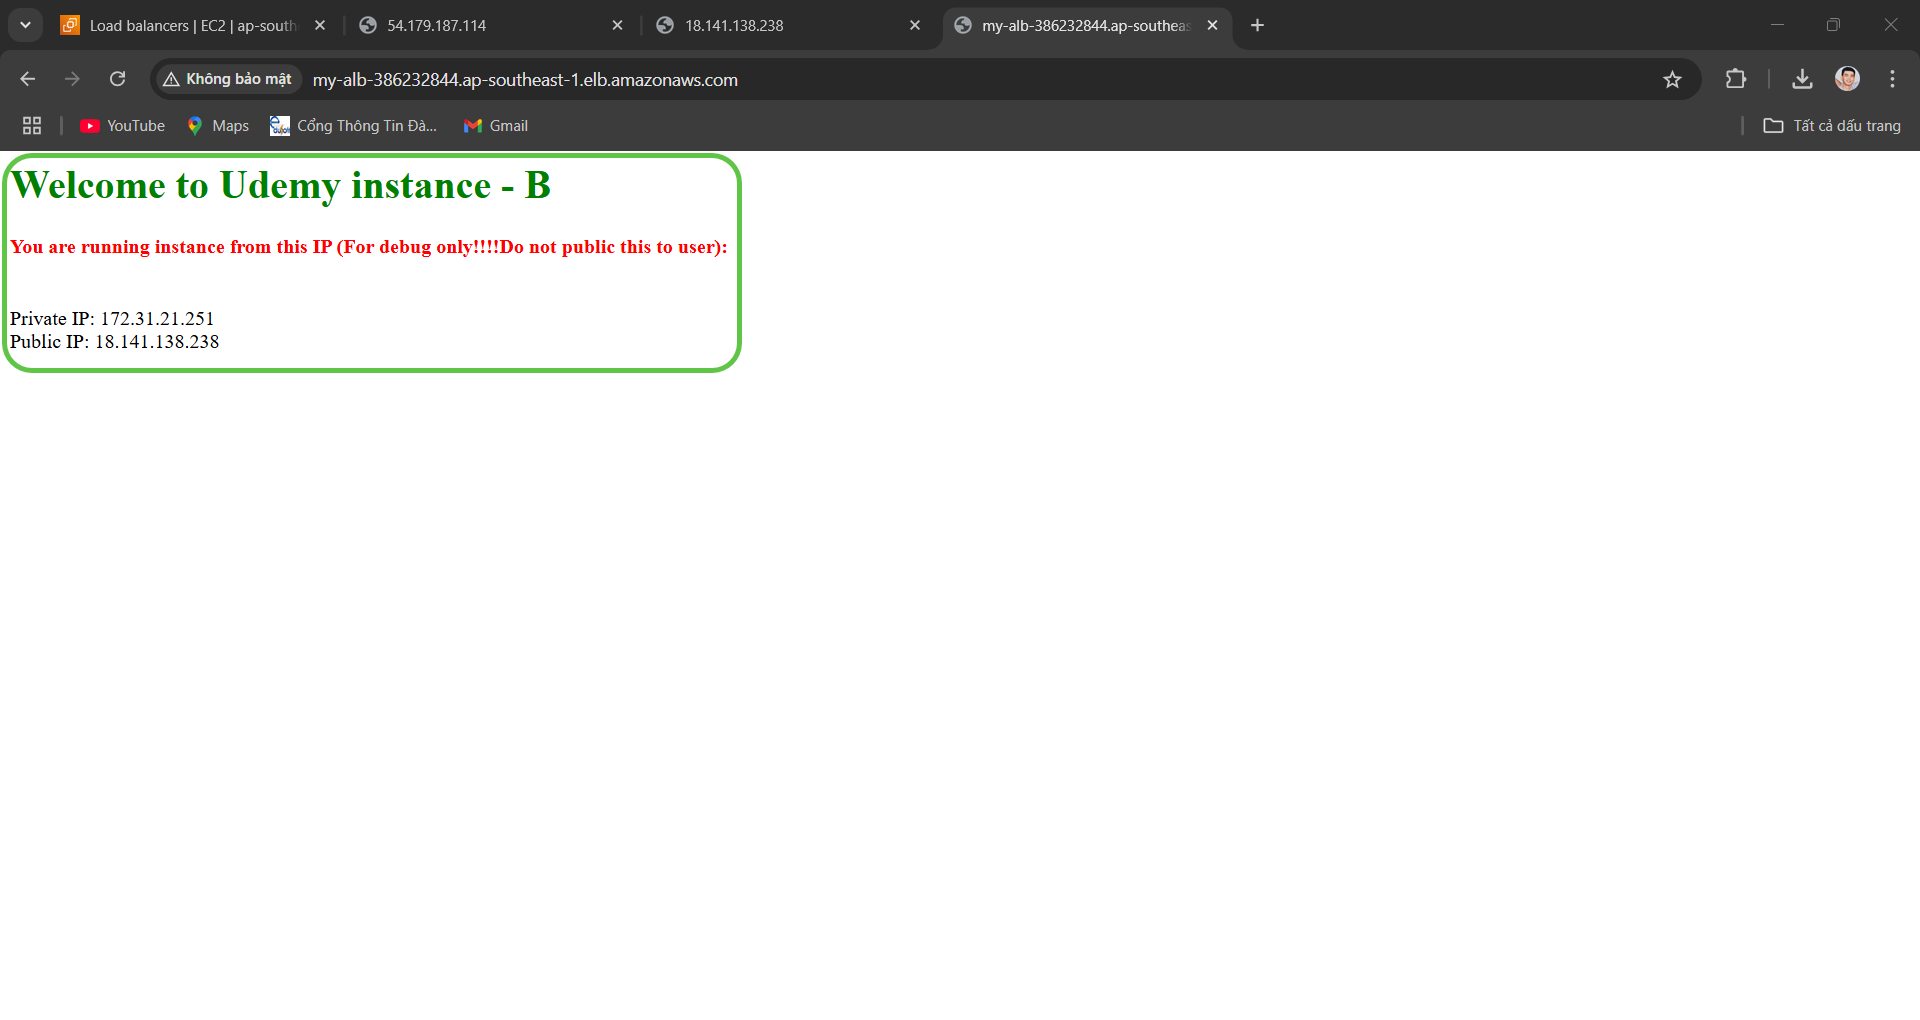 Load balancers | EC2 | ap-south
54.179.187.114
18.141.138.238
my-alb-386232844.ap-southeas
Không bảo mật
my-alb-386232844.ap-southeast-1.elb.amazonaws.com
YouTube
Maps
Cổng Thông Tin Đà...
Gmail
Tất cả dấu trang
Welcome to Udemy instance - B
You are running instance from this IP (For debug only!!!!Do not public this to user):
Private IP: 172.31.21.251
Public IP: 18.141.138.238